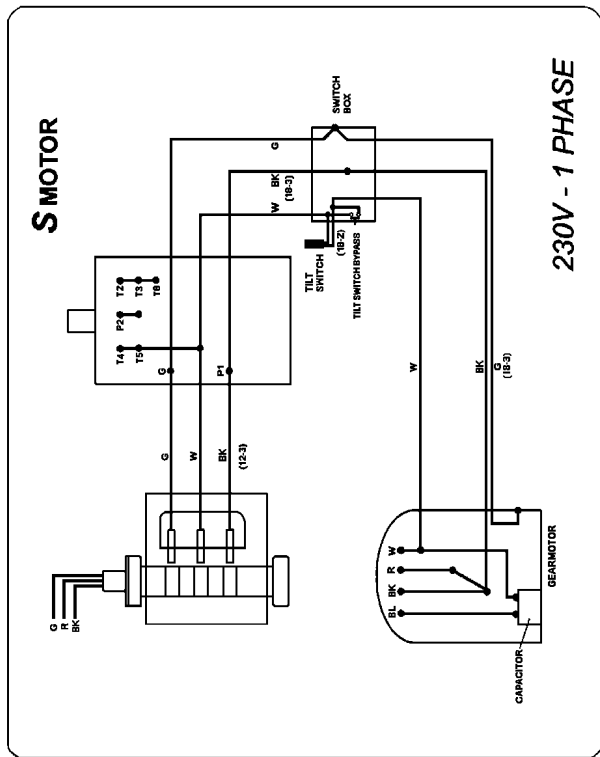 S MOTOR
230V - 1 PHASE
SWITCH
BOX
G
BK
(18-3)
W
TILT
SWITCH
(18-2)
TILT SWITCH BYPASS
T2
T3
T6
P2
T4
T5
G
P1
G
W
BK
(12-3)
G
R
BK
W
BK
G
(18-3)
W
R
BK
BL
GEARMOTOR
CAPACITOR